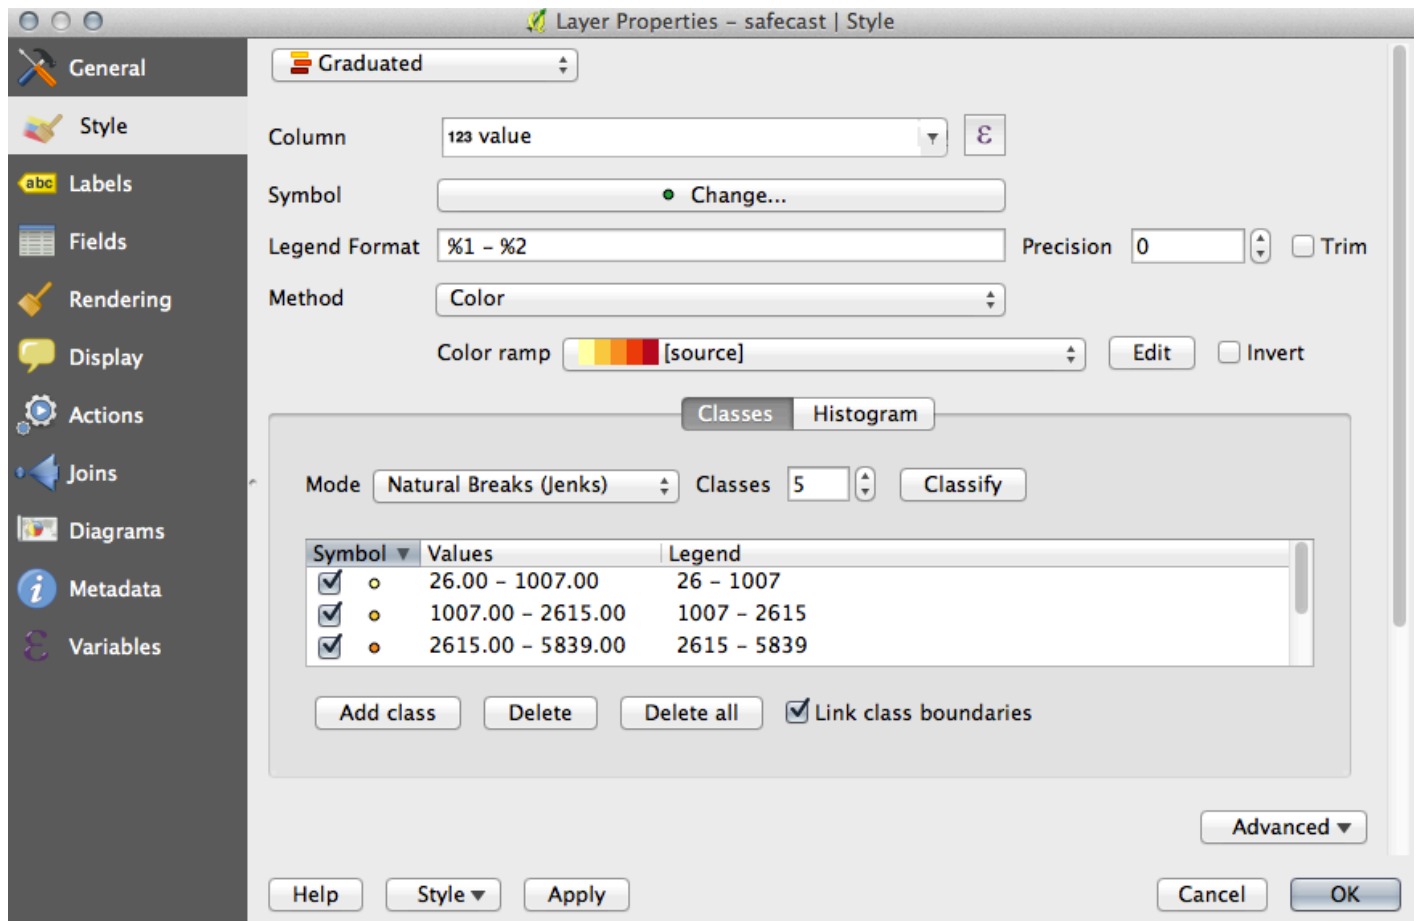 Layer Properties – safecast | Style
General
Style
abc Labels
Fields
Rendering
Display
Actions
Joins
Diagrams
Metadata
Variables
Graduated
Column 123 value ε
Symbol Change...
Legend Format %1 – %2 Precision 0 Trim
Method Color
Color ramp [source] Edit Invert
Classes Histogram
Mode Natural Breaks (Jenks) Classes 5 Classify
Symbol Values Legend
26.00 – 1007.00 26 – 1007
1007.00 – 2615.00 1007 – 2615
2615.00 – 5839.00 2615 – 5839
Add class Delete Delete all Link class boundaries
Advanced
Help Style Apply Cancel OK